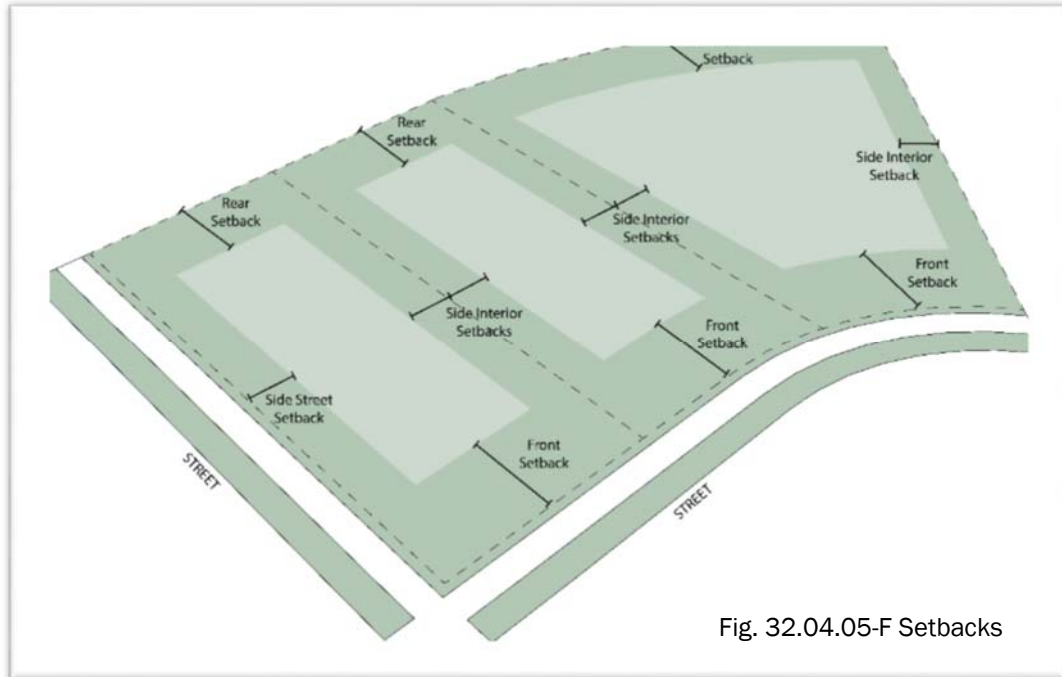 Setback
Rear
Setback
Side Interior
Setback
Rear
Setback
Side Interior
Setbacks
Front
Setback
Side Interior
Setbacks
Front
Setback
Side Street
Setback
Front
Setback
STREET
STREET
Fig. 32.04.05-F Setbacks